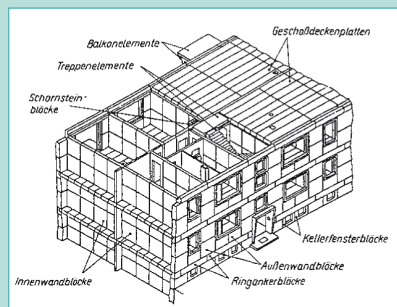 Balkonelemente
Geschoßdeckenplatten
Treppenelemente
Schornstein-
blöcke
Kellerfensterblöcke
Außenwandblöcke
Innenwandblöcke
Ringankerblöcke